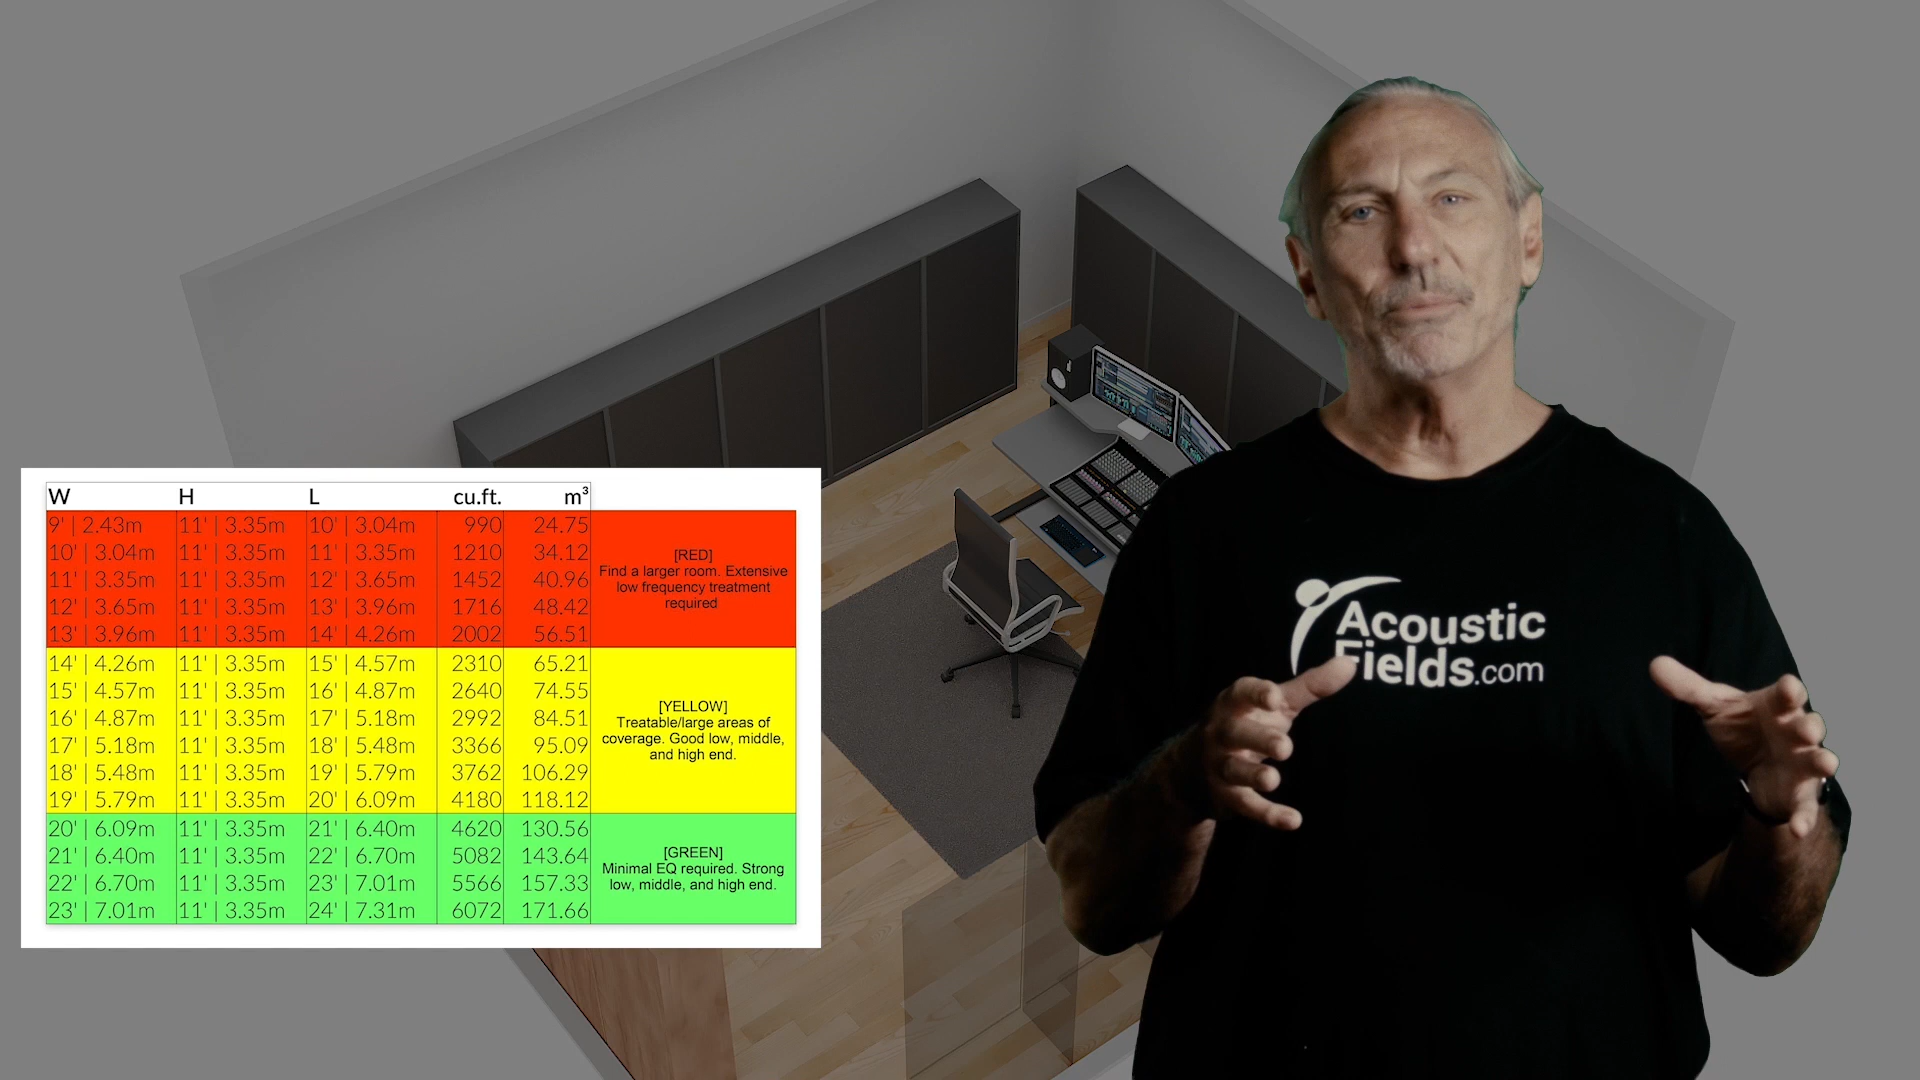 W H L cu.ft. m³
9' | 2.43m 11' | 3.35m 10' | 3.04m 990 24.75
10' | 3.04m 11' | 3.35m 11' | 3.35m 1210 34.12
11' | 3.35m 11' | 3.35m 12' | 3.65m 1452 40.96
12' | 3.65m 11' | 3.35m 13' | 3.96m 1716 48.42
13' | 3.96m 11' | 3.35m 14' | 4.26m 2002 56.51
[RED]
Find a larger room. Extensive
low frequency treatment
required
14' | 4.26m 11' | 3.35m 15' | 4.57m 2310 65.21
15' | 4.57m 11' | 3.35m 16' | 4.87m 2640 74.55
16' | 4.87m 11' | 3.35m 17' | 5.18m 2992 84.51
17' | 5.18m 11' | 3.35m 18' | 5.48m 3366 95.09
18' | 5.48m 11' | 3.35m 19' | 5.79m 3762 106.29
19' | 5.79m 11' | 3.35m 20' | 6.09m 4180 118.12
[YELLOW]
Treatable/large areas of
coverage. Good low, middle,
and high end.
20' | 6.09m 11' | 3.35m 21' | 6.40m 4620 130.56
21' | 6.40m 11' | 3.35m 22' | 6.70m 5082 143.64
22' | 6.70m 11' | 3.35m 23' | 7.01m 5566 157.33
23' | 7.01m 11' | 3.35m 24' | 7.31m 6072 171.66
[GREEN]
Minimal EQ required. Strong
low, middle, and high end.
Acoustic
Fields.com